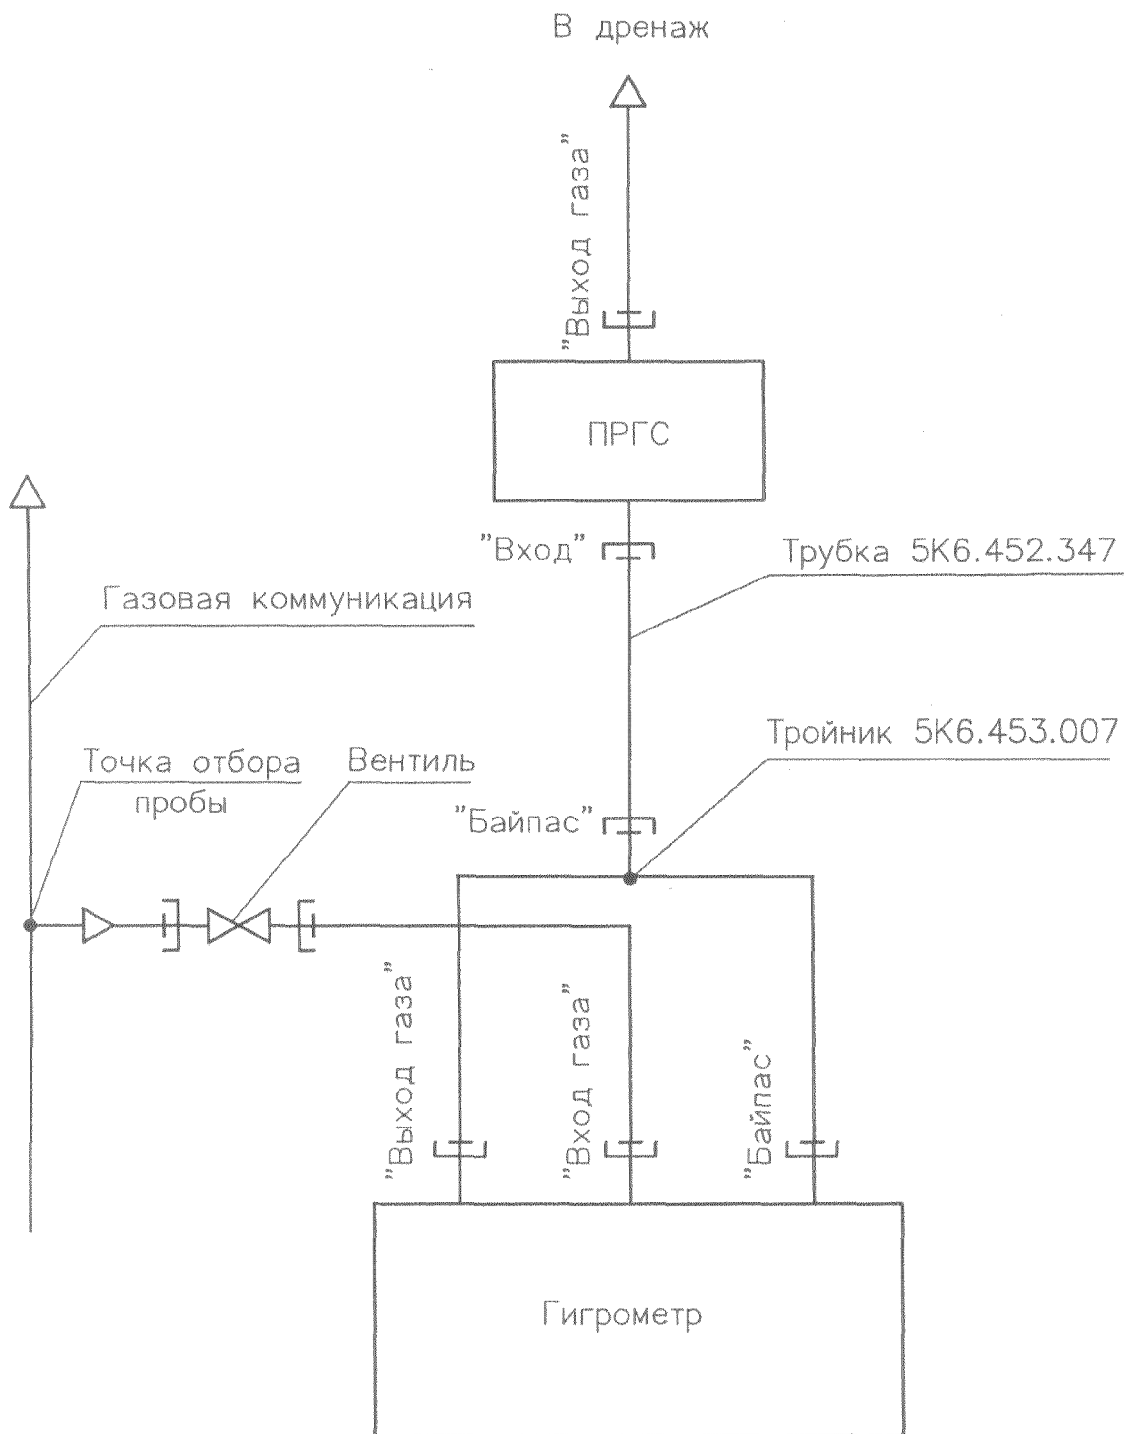 В дренаж
"Выход газа"
ПРГС
"Вход"
Трубка 5К6.452.347
Газовая коммуникация
Тройник 5К6.453.007
Точка отбора
пробы
Вентиль
"Байпас"
"Выход газа"
"Вход газа"
"Байпас"
Гигрометр